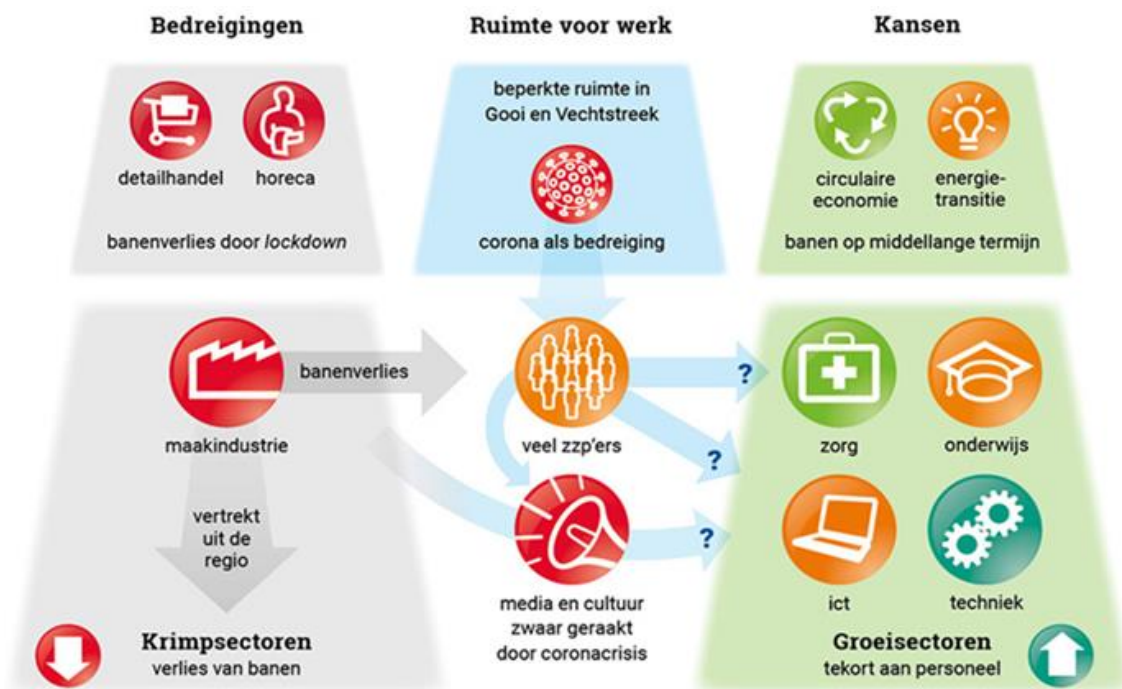 Bedreigingen
detailhandel
horeca
banenverlies door lockdown
Ruimte voor werk
beperkte ruimte in
Gooi en Vechtstreek
corona als bedreiging
Kansen
circulaire
economie
energie-
transitie
banen op middellange termijn
maakindustrie
banenverlies
vertrekt
uit de
regio
Krimpsectoren
verlies van banen
veel zzp'ers
?
?
?
media en cultuur
zwaar geraakt
door coronacrisis
zorg
onderwijs
ict
techniek
Groeisectoren
tekort aan personeel